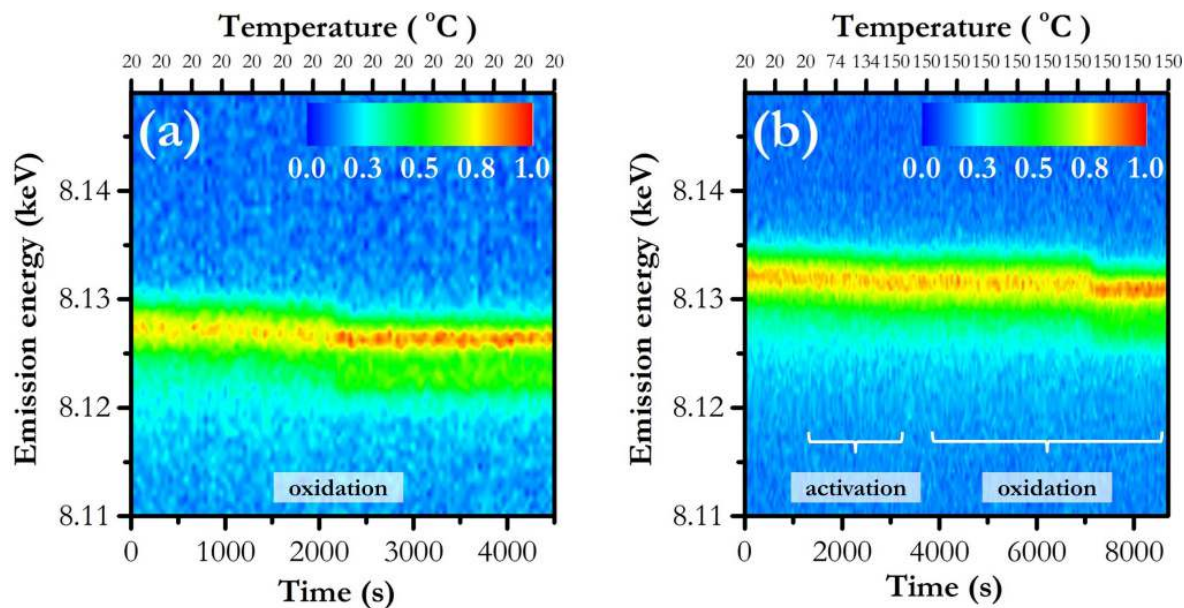 Temperature ( °C)
20 20 20 20 20 20 20 20 20 20 20 20 20 20 20
(a)
0.0 0.3 0.5 0.8 1.0
Emission energy (keV)
8.14
8.13
8.12
8.11
oxidation
0 1000 2000 3000 4000
Time (s)
Temperature ( °C)
20 20 20 74 134 150 150 150 150 150 150 150 150 150 150
(b)
0.0 0.3 0.5 0.8 1.0
Emission energy (keV)
8.14
8.13
8.12
8.11
activation oxidation
0 2000 4000 6000 8000
Time (s)